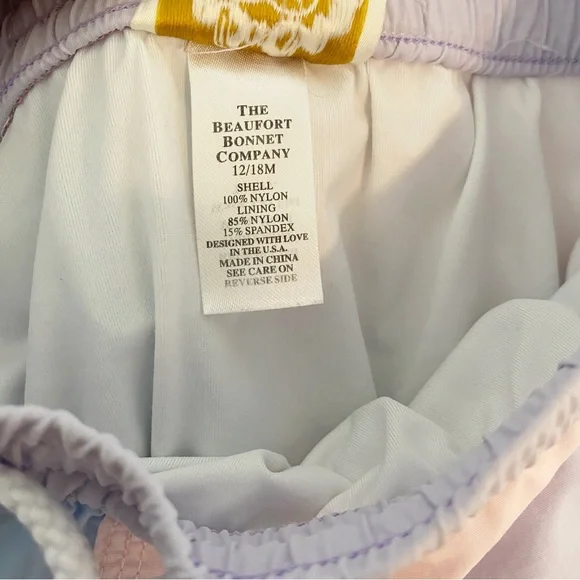 THE
BEAUFORT
BONNET
COMPANY
12/18M
SHELL
100% NYLON
LINING
85% NYLON
15% SPANDEX
DESIGNED WITH LOVE
IN THE U.S.A.
MADE IN CHINA
SEE CARE ON
REVERSE SIDE